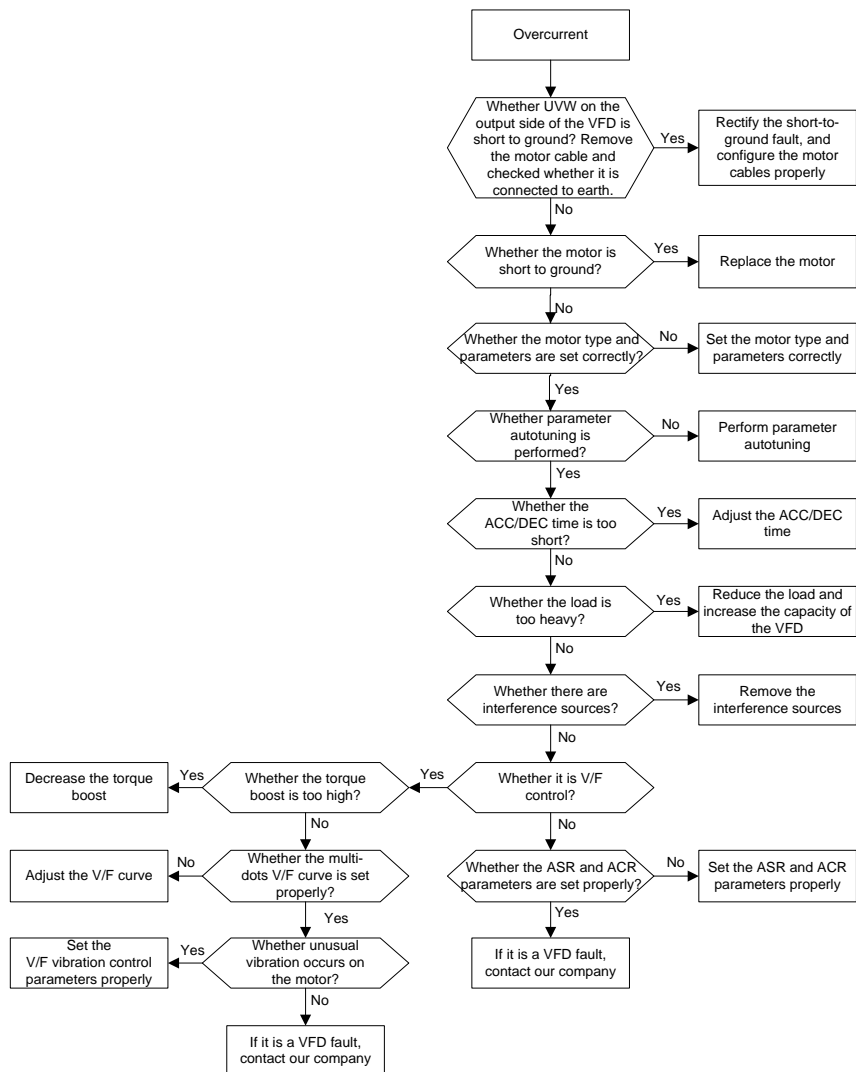 Overcurrent
Whether UVW on the
output side of the VFD is
short to ground? Remove
the motor cable and
checked whether it is
connected to earth.
Yes
Rectify the short-to-
ground fault, and
configure the motor
cables properly
No
Whether the motor is
short to ground?
Yes
Replace the motor
No
Whether the motor type and
parameters are set correctly?
No
Set the motor type and
parameters correctly
Yes
Whether parameter
autotuning is
performed?
No
Perform parameter
autotuning
Yes
Whether the
ACC/DEC time is too
short?
Yes
Adjust the ACC/DEC
time
No
Whether the load is
too heavy?
Yes
Reduce the load and
increase the capacity of
the VFD
No
Whether there are
interference sources?
Yes
Remove the
interference sources
No
Decrease the torque
boost
Yes
Whether the torque
boost is too high?
Yes
Whether it is V/F
control?
No
No
Adjust the V/F curve
No
Whether the multi-
dots V/F curve is set
properly?
Whether the ASR and ACR
parameters are set properly?
No
Set the ASR and ACR
parameters properly
Yes
Yes
Set the
V/F vibration control
parameters properly
Yes
Whether unusual
vibration occurs on
the motor?
If it is a VFD fault,
contact our company
No
If it is a VFD fault,
contact our company